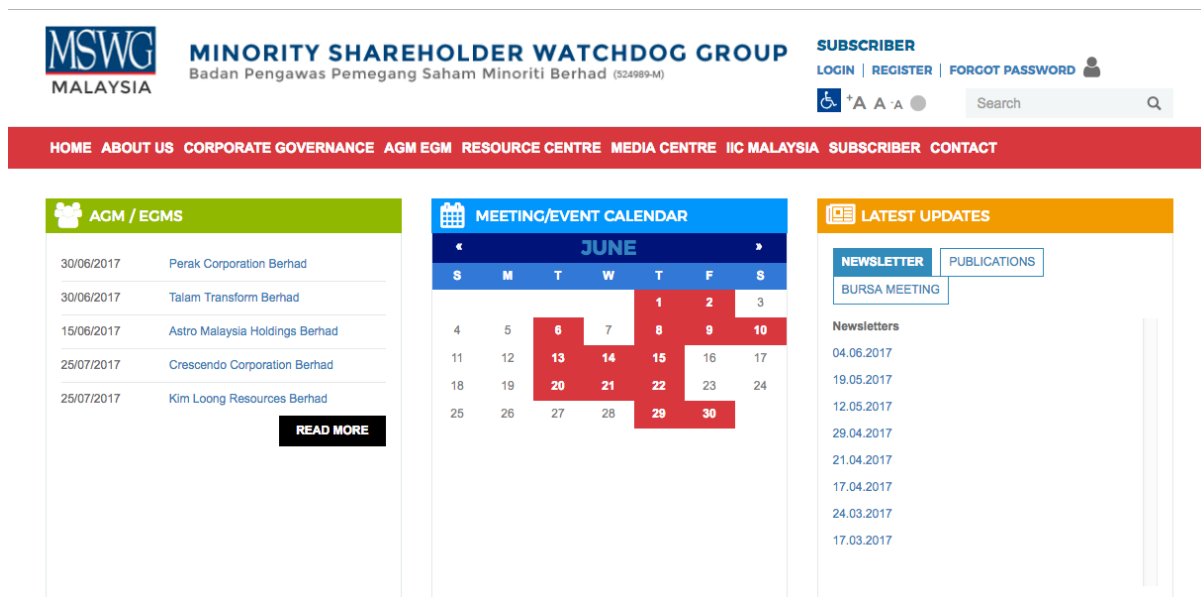 MSWG
MALAYSIA
MINORITY SHAREHOLDER WATCHDOG GROUP
Badan Pengawas Pemegang Saham Minoriti Berhad (524989-M)
SUBSCRIBER
LOGIN | REGISTER | FORGOT PASSWORD
+A A -A
Search
HOME ABOUT US CORPORATE GOVERNANCE AGM EGM RESOURCE CENTRE MEDIA CENTRE IIC MALAYSIA SUBSCRIBER CONTACT
AGM / EGMS
30/06/2017 Perak Corporation Berhad
30/06/2017 Talam Transform Berhad
15/06/2017 Astro Malaysia Holdings Berhad
25/07/2017 Crescendo Corporation Berhad
25/07/2017 Kim Loong Resources Berhad
READ MORE
MEETING/EVENT CALENDAR
« JUNE »
S M T W T F S
1 2 3
4 5 6 7 8 9 10
11 12 13 14 15 16 17
18 19 20 21 22 23 24
25 26 27 28 29 30
LATEST UPDATES
NEWSLETTER PUBLICATIONS
BURSA MEETING
Newsletters
04.06.2017
19.05.2017
12.05.2017
29.04.2017
21.04.2017
17.04.2017
24.03.2017
17.03.2017